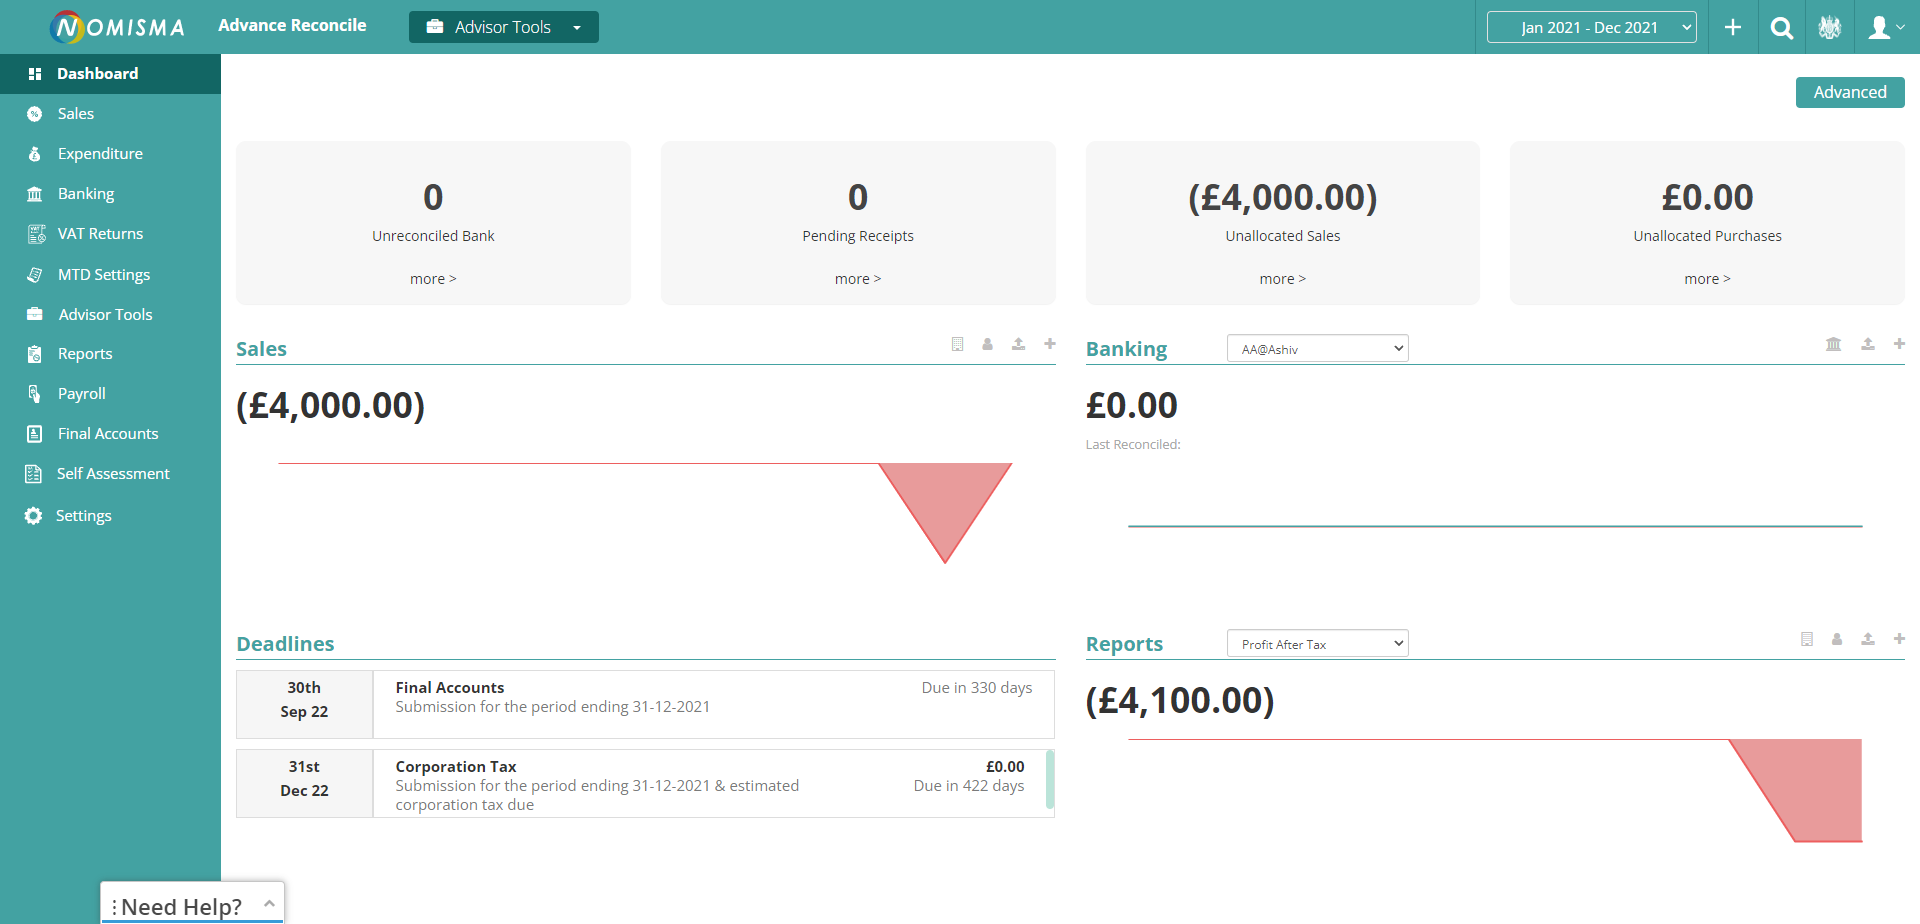 NOMISMA
Advance Reconcile
Advisor Tools
Jan 2021 - Dec 2021
Dashboard
Sales
Expenditure
Banking
VAT Returns
MTD Settings
Advisor Tools
Reports
Payroll
Final Accounts
Self Assessment
Settings
Need Help?
Advanced
0
Unreconciled Bank
more >
0
Pending Receipts
more >
(£4,000.00)
Unallocated Sales
more >
£0.00
Unallocated Purchases
more >
Sales
(£4,000.00)
Banking
AA@Ashiv
£0.00
Last Reconciled:
Deadlines
30th
Sep 22
Final Accounts
Submission for the period ending 31-12-2021
Due in 330 days
31st
Dec 22
Corporation Tax
Submission for the period ending 31-12-2021 & estimated
corporation tax due
£0.00
Due in 422 days
Reports
Profit After Tax
(£4,100.00)